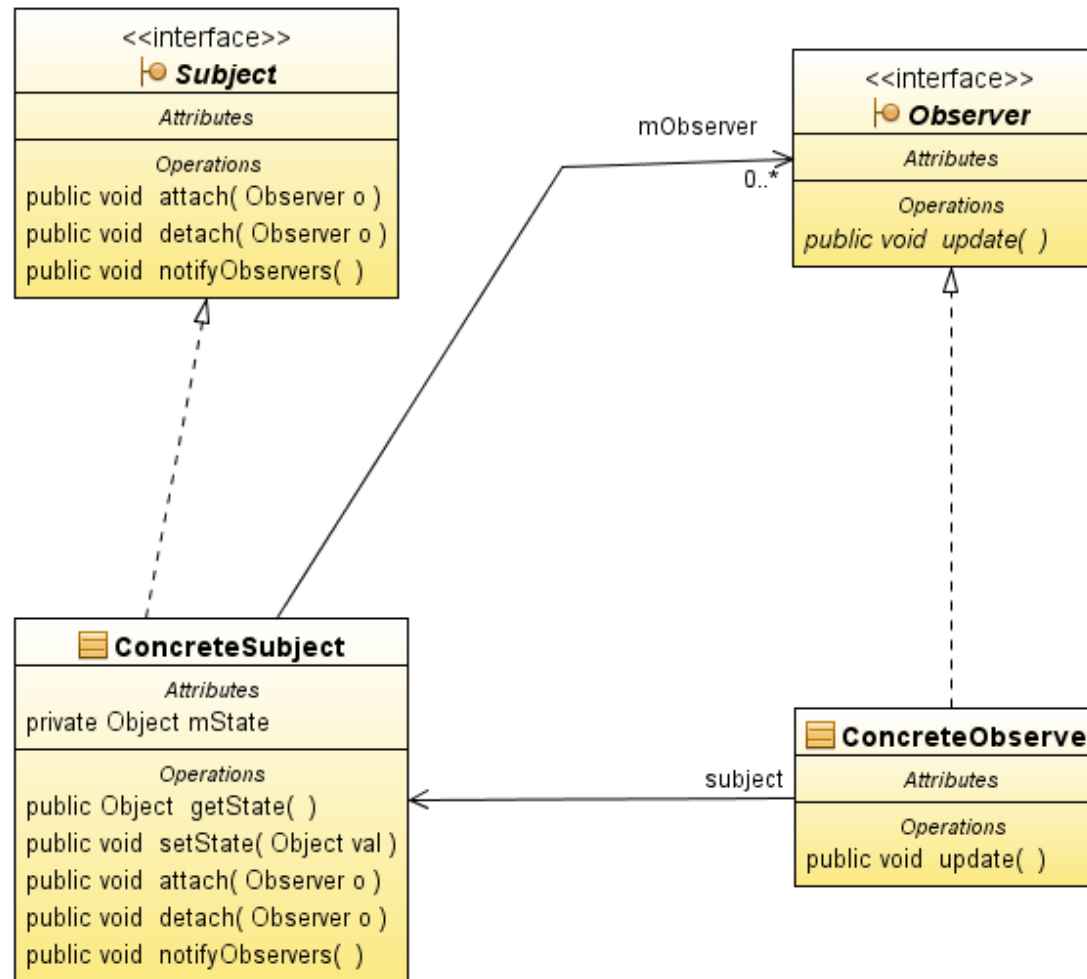 <<interface>>
Subject
Attributes
Operations
public void attach( Observer o )
public void detach( Observer o )
public void notifyObservers( )
mObserver
0..*
<<interface>>
Observer
Attributes
Operations
public void update( )
ConcreteSubject
Attributes
private Object mState
Operations
public Object getState( )
public void setState( Object val )
public void attach( Observer o )
public void detach( Observer o )
public void notifyObservers( )
subject
ConcreteObserve
Attributes
Operations
public void update( )